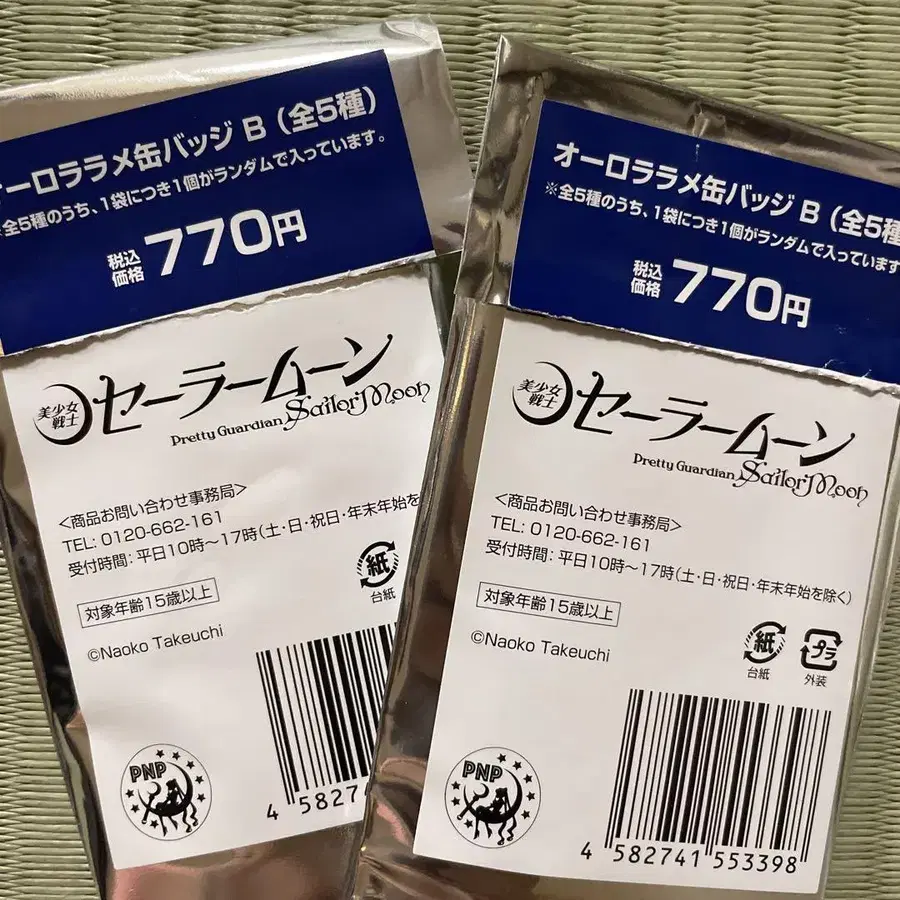 オーロララメ缶バッジ B（全5種）
※全5種のうち、1袋につき1個がランダムで入っています。
税込
価格
770円
美少女
戦士
セーラームーン
Pretty Guardian Sailor Moon
<商品お問い合わせ事務局>
TEL: 0120-662-161
受付時間: 平日10時〜17時(土・日・祝日・年末年始を
紙
台紙
対象年齢15歳以上
©Naoko Takeuchi
PNP
4 58274
オーロララメ缶バッジ B（全5種
※全5種のうち、1袋につき1個がランダムで入っています
税込
価格
770円
美少女
戦士
セーラームーン
Pretty Guardian Sailor Moon
<商品お問い合わせ事務局>
TEL: 0120-662-161
受付時間: 平日10時〜17時(土・日・祝日・年末年始を除く)
対象年齢15歳以上
紙
台紙
プラ
外装
©Naoko Takeuchi
PNP
4 582741 553398